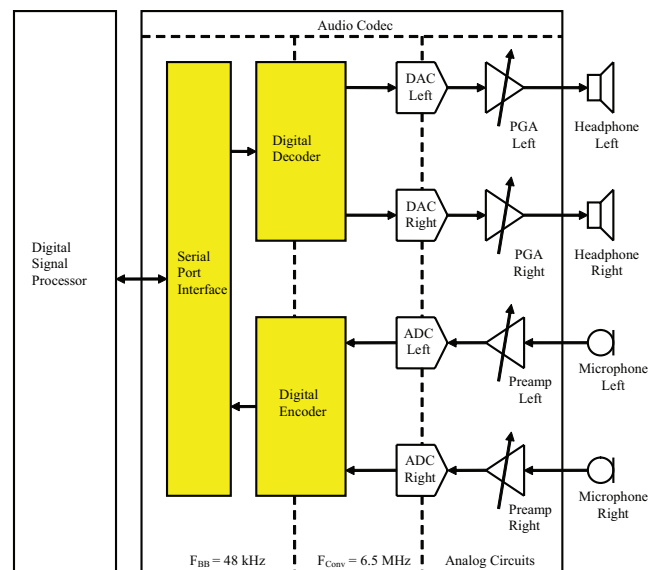 Audio Codec
DAC
Left
PGA
Left
Headphone
Left
Digital
Decoder
DAC
Right
PGA
Right
Headphone
Right
Digital
Signal
Processor
Serial
Port
Interface
ADC
Left
Preamp
Left
Microphone
Left
Digital
Encoder
ADC
Right
Preamp
Right
Microphone
Right
F_BB = 48 kHz
F_Conv = 6.5 MHz
Analog Circuits